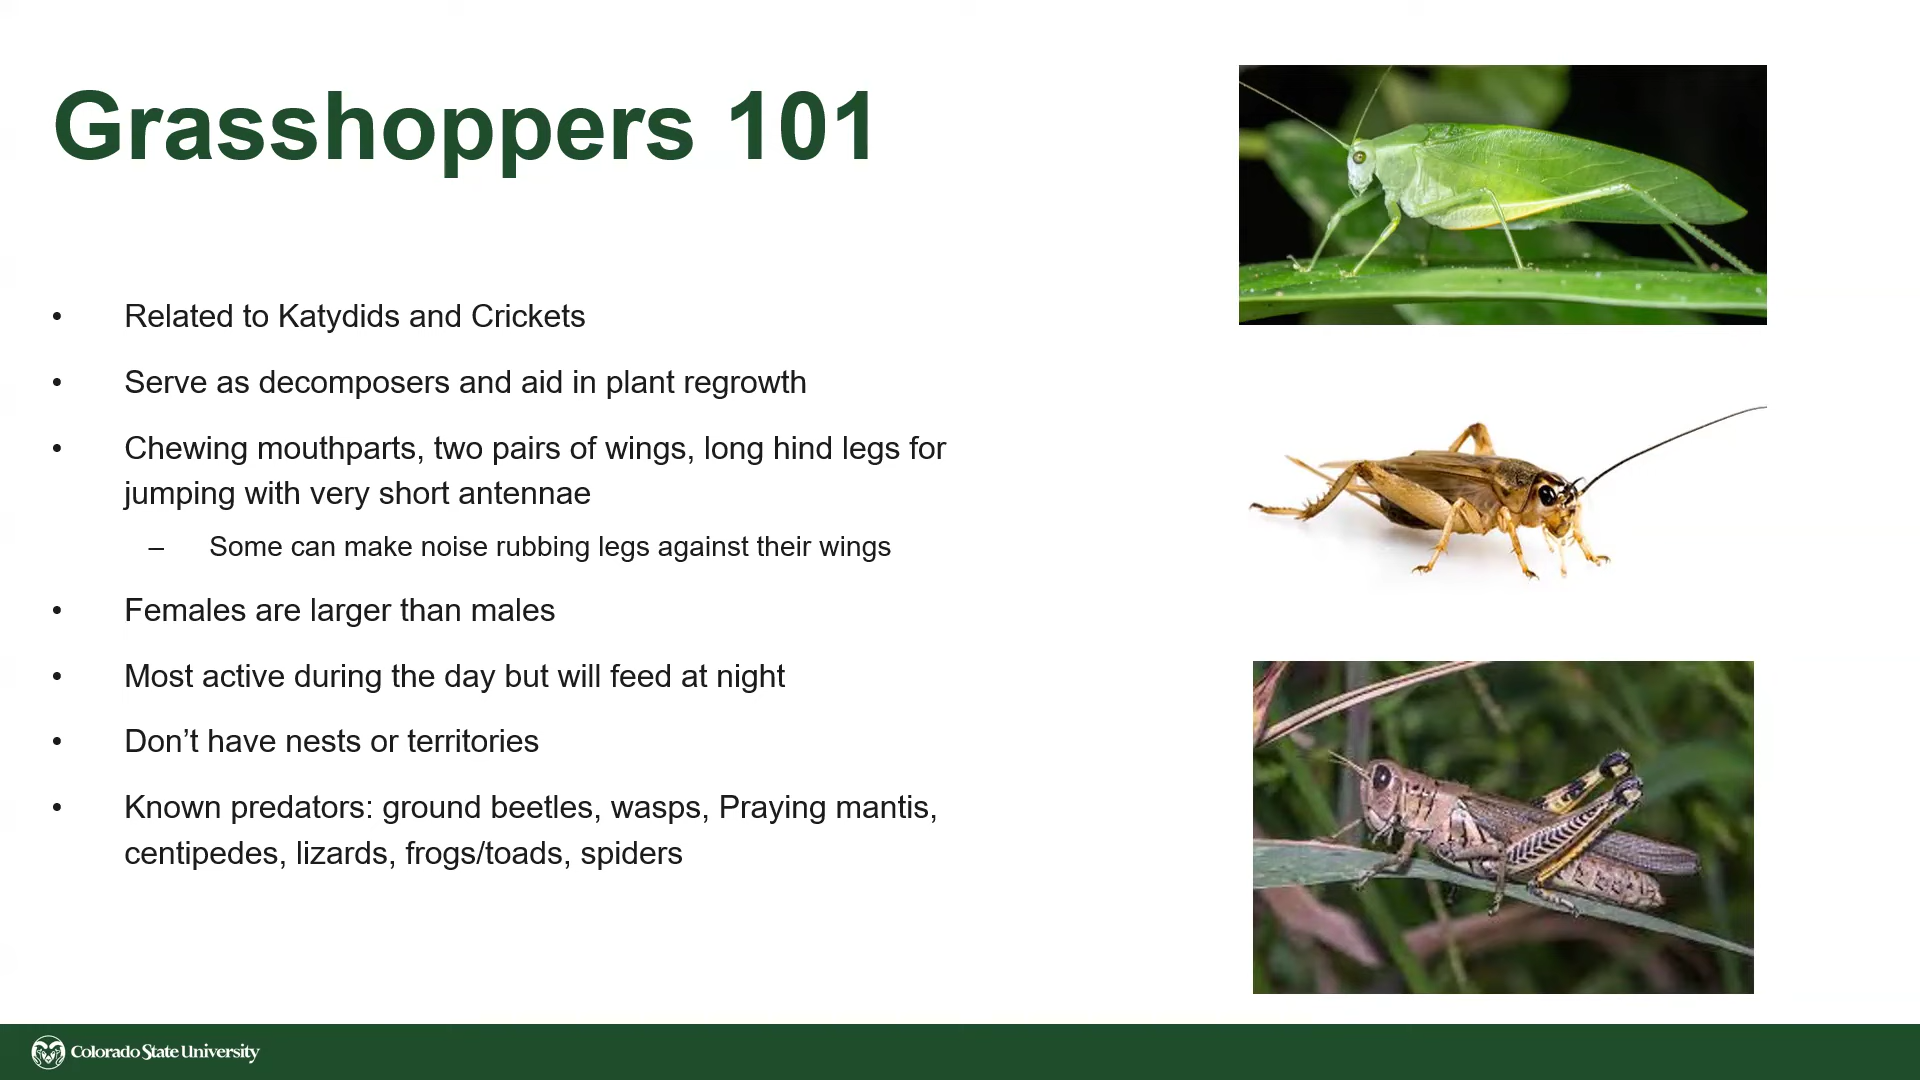 Grasshoppers 101
• Related to Katydids and Crickets
• Serve as decomposers and aid in plant regrowth
• Chewing mouthparts, two pairs of wings, long hind legs for
jumping with very short antennae
– Some can make noise rubbing legs against their wings
• Females are larger than males
• Most active during the day but will feed at night
• Don’t have nests or territories
• Known predators: ground beetles, wasps, Praying mantis,
centipedes, lizards, frogs/toads, spiders
Colorado State University